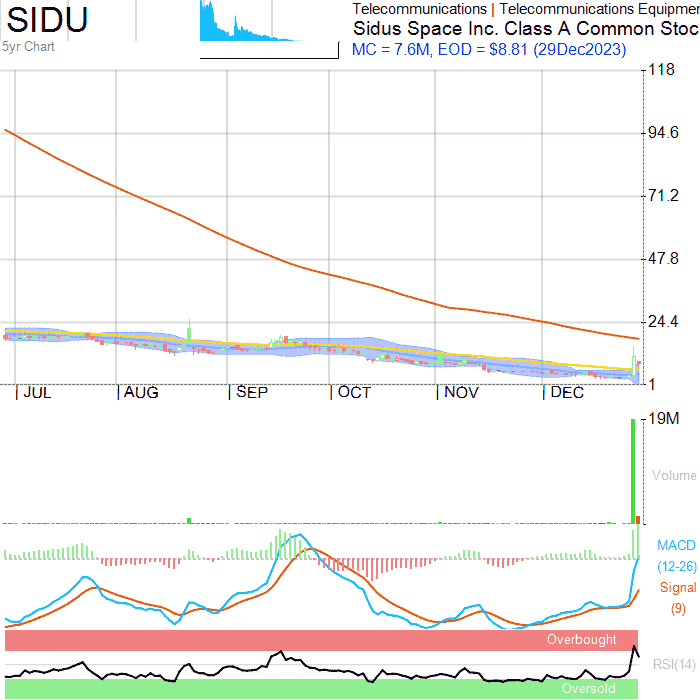 SIDU
5yr Chart
Telecommunications | Telecommunications Equipmen
Sidus Space Inc. Class A Common Stoc
MC = 7.6M, EOD = $8.81 (29Dec2023)
118
94.6
71.2
47.8
24.4
1
JUL AUG SEP OCT NOV DEC
19M
Volume
MACD
(12-26)
Signal
(9)
Overbought
RSI(14)
Oversold